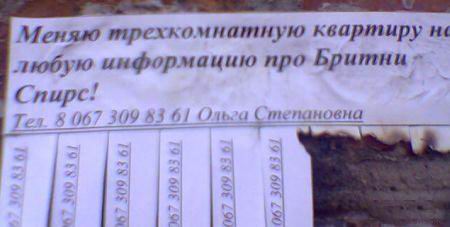 Меняю трехкомнатную квартиру на
любую информацию про Бритни
Спирс!
Тел. 8 067 309 83 61 Ольга Степановна
067 309 83 61
067 309 83 61
067 309 83 61
067 309 83 61
067 309 83 61
067 309 83 61